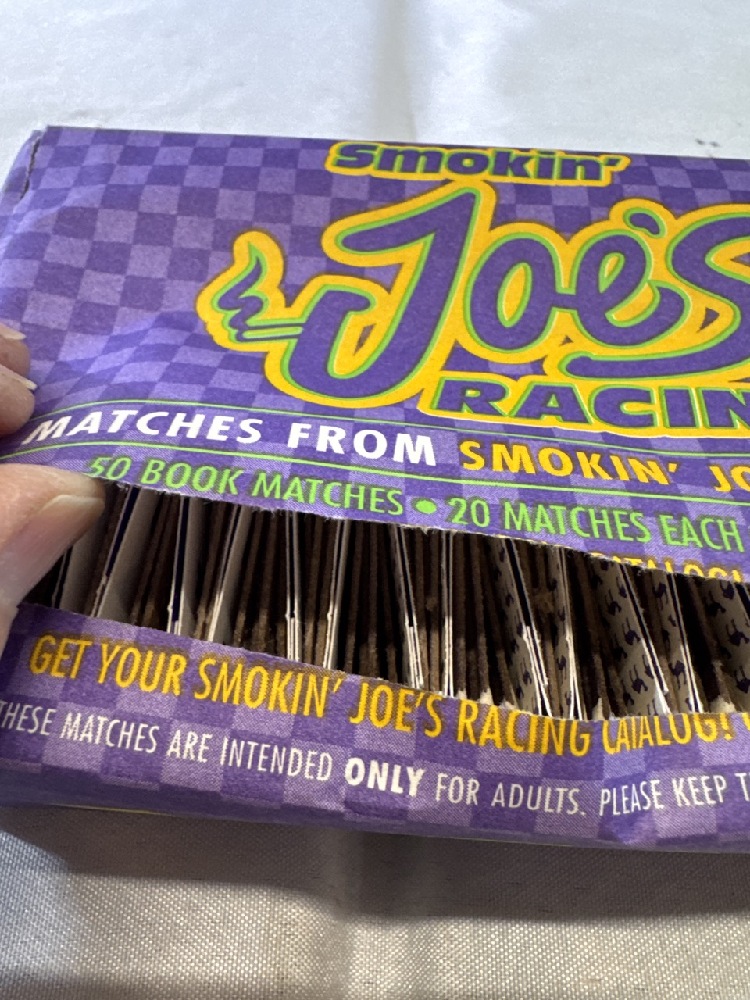 Smokin'
Joe's
RACIN
MATCHES FROM SMOKIN' JO
50 BOOK MATCHES • 20 MATCHES EACH
GET YOUR SMOKIN' JOE'S RACING CATALOG!
THESE MATCHES ARE INTENDED ONLY FOR ADULTS. PLEASE KEEP